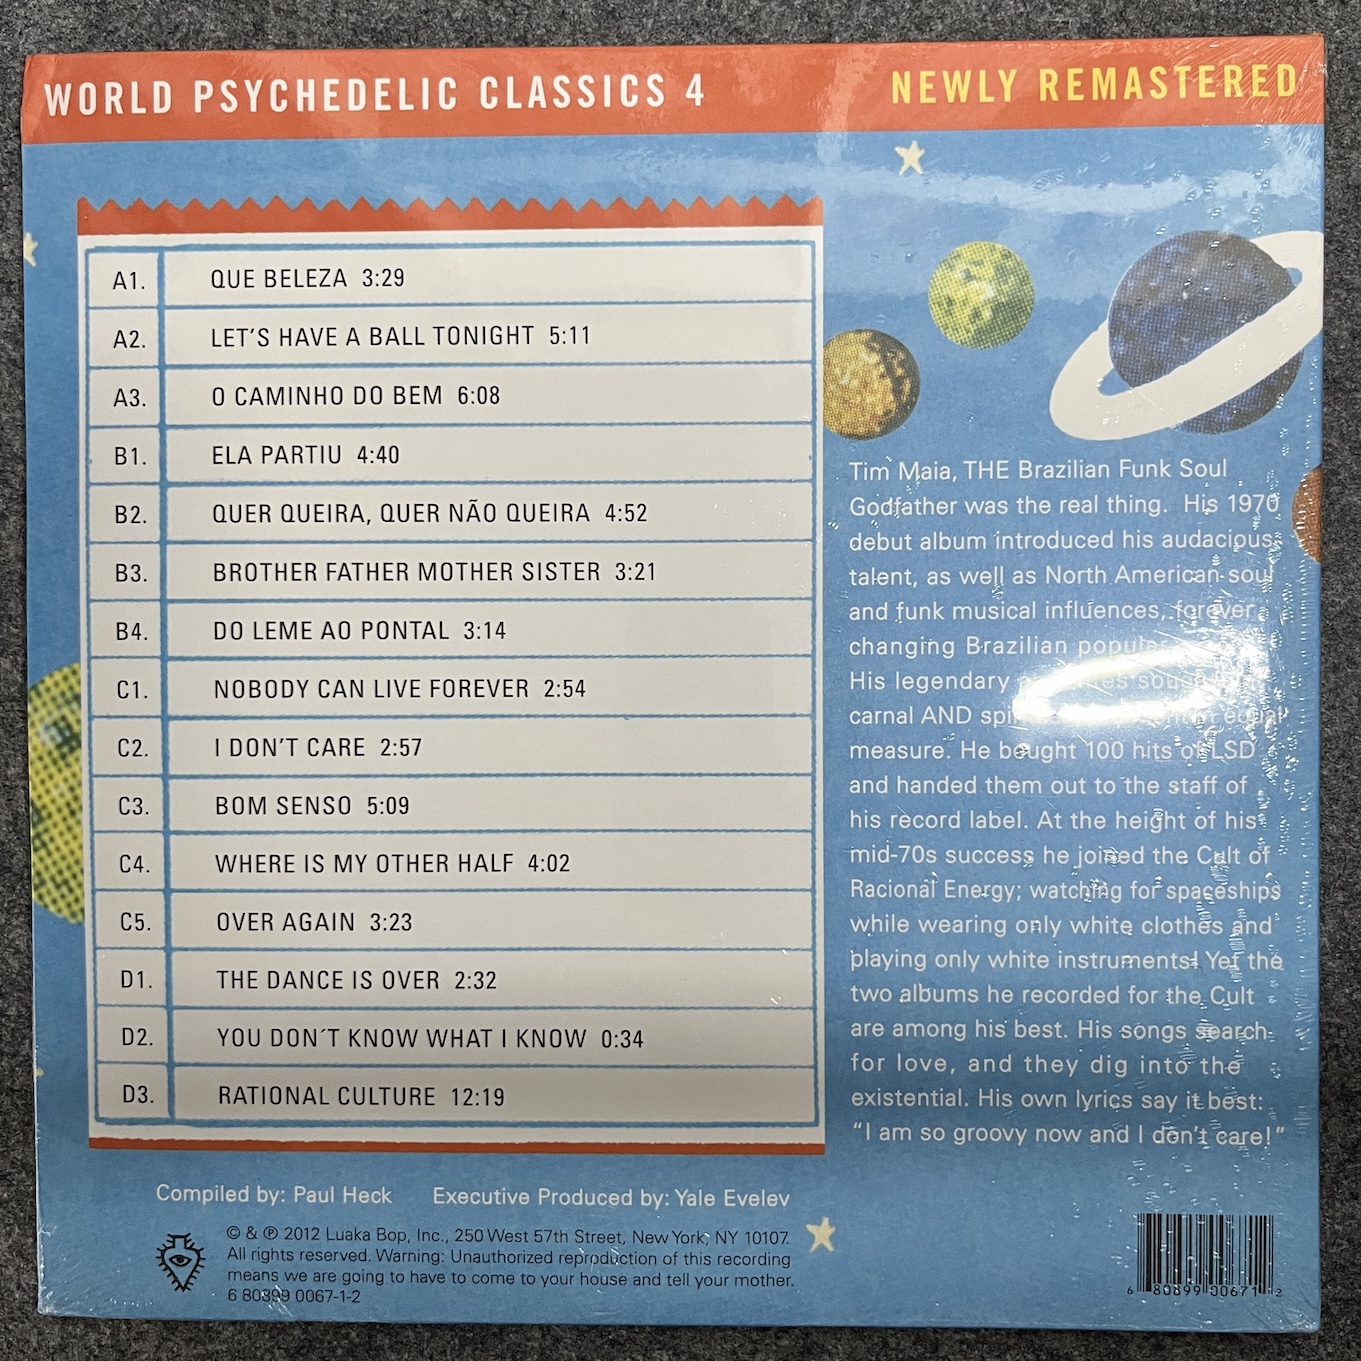 WORLD PSYCHEDELIC CLASSICS 4
NEWLY REMASTERED
A1. QUE BELEZA 3:29
A2. LET'S HAVE A BALL TONIGHT 5:11
A3. O CAMINHO DO BEM 6:08
B1. ELA PARTIU 4:40
B2. QUER QUEIRA, QUER NÃO QUEIRA 4:52
B3. BROTHER FATHER MOTHER SISTER 3:21
B4. DO LEME AO PONTAL 3:14
C1. NOBODY CAN LIVE FOREVER 2:54
C2. I DON'T CARE 2:57
C3. BOM SENSO 5:09
C4. WHERE IS MY OTHER HALF 4:02
C5. OVER AGAIN 3:23
D1. THE DANCE IS OVER 2:32
D2. YOU DON´T KNOW WHAT I KNOW 0:34
D3. RATIONAL CULTURE 12:19
Tim Maia, THE Brazilian Funk Soul
Godfather was the real thing. His 1970
debut album introduced his audacious
talent, as well as North American soul
and funk musical influences, forever
changing Brazilian
His legendary
carnal AND equal
measure. He bought 100 hits of LSD
and handed them out to the staff of
his record label. At the height of his
mid-70s success he joined the Cult of
Racional Energy; watching for spaceships
while wearing only white clothes and
playing only white instruments! Yet the
two albums he recorded for the Cult
are among his best. His songs search
for love, and they dig into the
existential. His own lyrics say it best:
"I am so groovy now and I don't care!"
Compiled by: Paul Heck Executive Produced by: Yale Evelev
© & ℗ 2012 Luaka Bop, Inc., 250 West 57th Street, New York, NY 10107.
All rights reserved. Warning: Unauthorized reproduction of this recording
means we are going to have to come to your house and tell your mother.
6 80899 0067-1-2
6 80899 00671 2